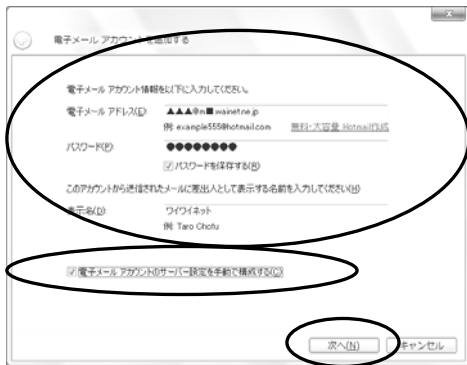 電子メール アカウントを追加する
電子メール アカウント情報を以下に入力してください。
電子メール アドレス(E): ▲▲▲@n■wainet.ne.jp
例: example555@hotmail.com 無料・大容量 Hotmail作成
パスワード(P): ●●●●●●●●
パスワードを保存する(R)
このアカウントから送信されたメールに差出人として表示する名前を入力してください(H)
表示名(D): ワイワイネット
例: Taro Chofu
電子メール アカウントのサーバー設定を手動で構成する(C)
次へ(N) キャンセル